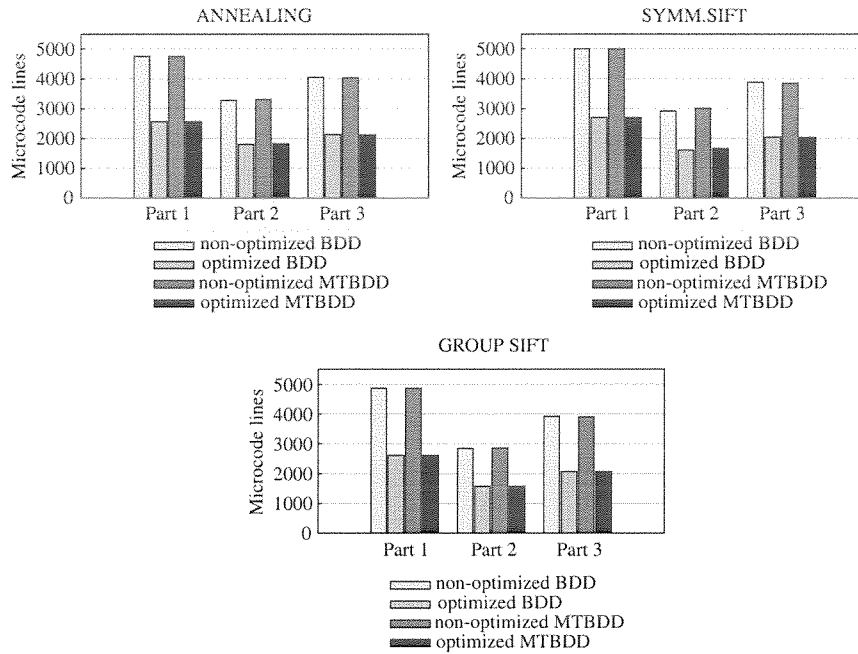 ANNEALING
Microcode lines
5000
4000
3000
2000
1000
0
Part 1 Part 2 Part 3
non-optimized BDD
optimized BDD
non-optimized MTBDD
optimized MTBDD
SYMM.SIFT
Microcode lines
5000
4000
3000
2000
1000
0
Part 1 Part 2 Part 3
non-optimized BDD
optimized BDD
non-optimized MTBDD
optimized MTBDD
GROUP SIFT
Microcode lines
5000
4000
3000
2000
1000
0
Part 1 Part 2 Part 3
non-optimized BDD
optimized BDD
non-optimized MTBDD
optimized MTBDD